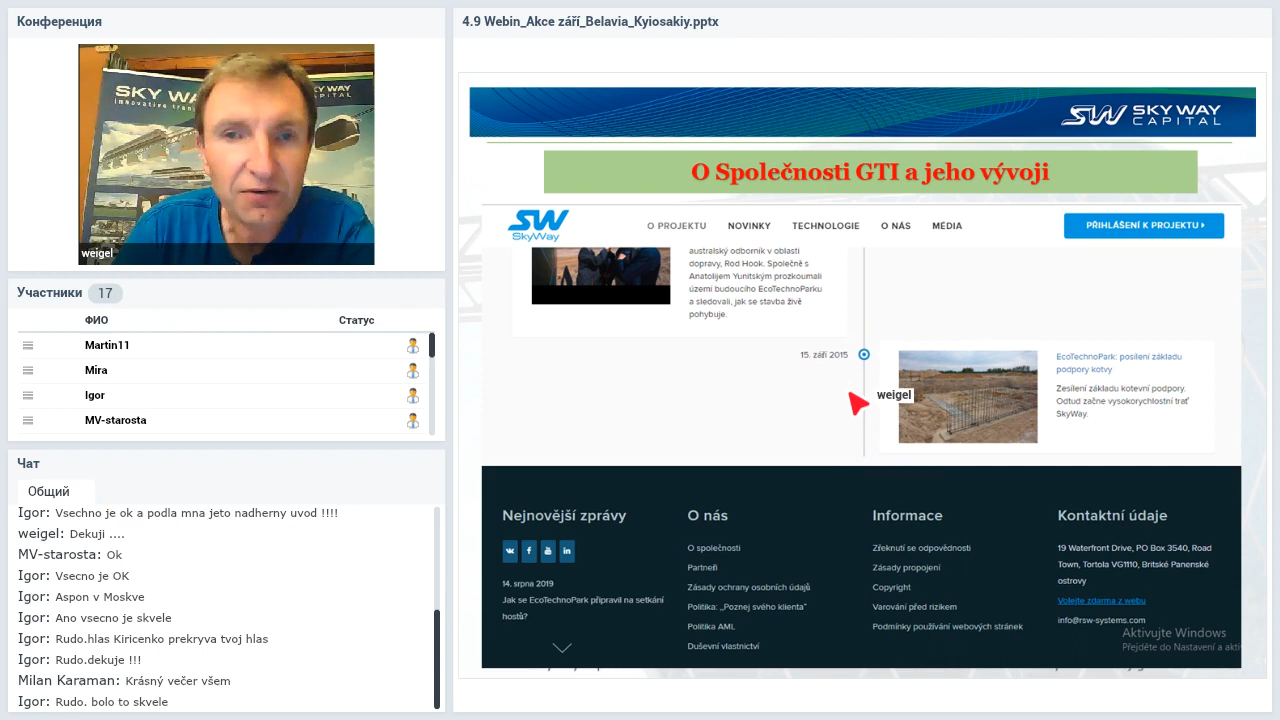 Конференция
SKY WA
WAY
innovative tran
weigel
Участники 17
ФИО Статус
Martin11
Mira
Igor
MV-starosta
Чат
Общий
Igor: Vsechno je ok a podla mna jeto nadherny uvod !!!!
weigel: Dekuji ....
MV-starosta: Ok
Igor: Vsecno je OK
Igor: Aspon v Moskve
Igor: Ano vsecno je skvele
Igor: Rudo.hlas Kiricenko prekryva tvoj hlas
Igor: Rudo.dekuje !!!
Milan Karaman: Krásný večer všem
Igor: Rudo. bolo to skvele
4.9 Webin_Akce září_Belavia_Kyiosakiy.pptx
SW SKY WAY
CAPITAL
O Společnosti GTI a jeho vývoji
SW
SkyWay
O PROJEKTU NOVINKY TECHNOLOGIE O NÁS MÉDIA PŘIHLÁŠENÍ K PROJEKTU
australský odborník v oblasti
dopravy, Rod Hook. Společně s
Anatolijem Yunitským prozkoumali
území budoucího EcoTechnoParku
a sledovali, jak se stavba živě
pohybuje.
15. září 2015
weigel
EcoTechnoPark: posílení základu
podpory kotvy
Zesílení základu kotevní podpory.
Odtud začne vysokorychlostní trať
SkyWay.
Nejnovější zprávy
14. srpna 2019
Jak se EcoTechnoPark připravil na setkání
hostů?
O nás
O společnosti
Partneři
Zásady ochrany osobních údajů
Politika: „Poznej svého klienta“
Politika AML
Duševní vlastnictví
Informace
Zřeknutí se odpovědnosti
Zásady propojení
Copyright
Varování před rizikem
Podmínky používání webových stránek
Kontaktní údaje
19 Waterfront Drive, PO Box 3540, Road
Town, Tortola VG1110, Britské Panenské
ostrovy
Volejte zdarma z webu
info@rsw-systems.com
Aktivujte Windows
Přejděte do Nastavení a akti